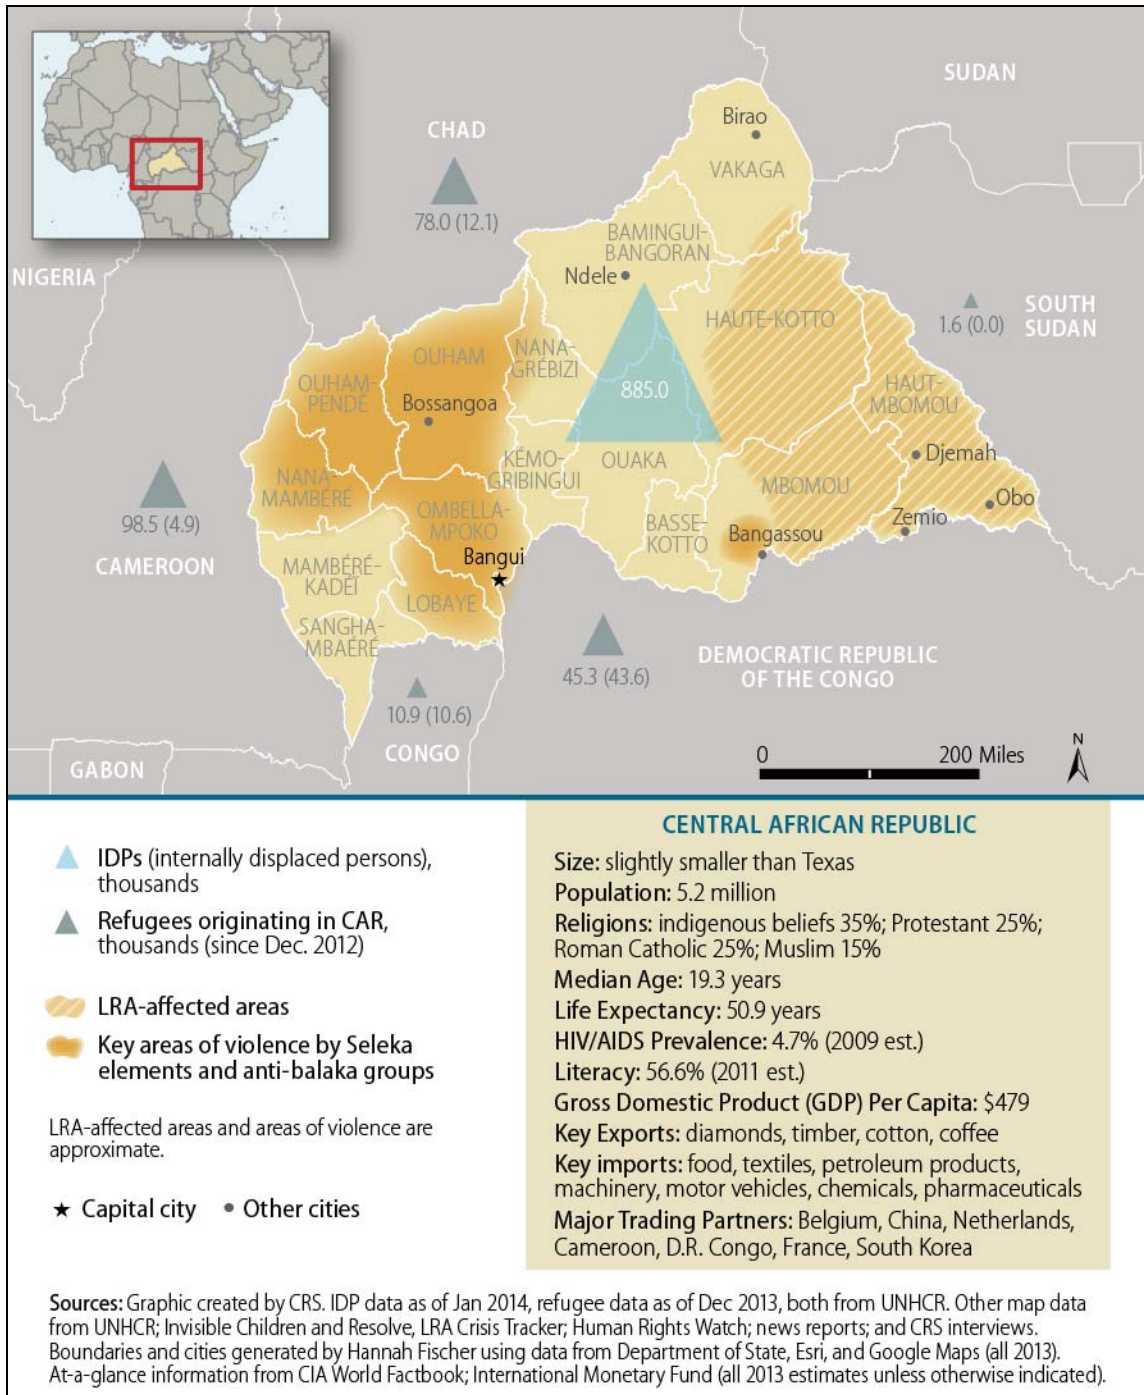 SUDAN
CHAD
Birao
VAKAGA
78.0 (12.1)
BAMINGUI-
BANGORAN
NIGERIA
Ndele
HAUTE-KOTTO
1.6 (0.0)
SOUTH
SUDAN
OUHAM
NANA-
GRÉBIZI
OUHAM-
PENDÉ
885.0
HAUT-
MBOMOU
Bossangoa
Djemah
NANA-
MAMBÉRÉ
KÉMO-
GRIBINGUI
OUAKA
MBOMOU
Obo
98.5 (4.9)
OMBELLA-
MPOKO
BASSE-
KOTTO
Bangassou
Zemio
CAMEROON
Bangui
MAMBÉRÉ-
KADEÏ
LOBAYE
SANGHA-
MBAÉRÉ
45.3 (43.6)
DEMOCRATIC REPUBLIC
OF THE CONGO
10.9 (10.6)
CONGO
GABON
0 200 Miles
N
IDPs (internally displaced persons),
thousands
Refugees originating in CAR,
thousands (since Dec. 2012)
LRA-affected areas
Key areas of violence by Seleka
elements and anti-balaka groups
LRA-affected areas and areas of violence are
approximate.
Capital city Other cities
CENTRAL AFRICAN REPUBLIC
Size: slightly smaller than Texas
Population: 5.2 million
Religions: indigenous beliefs 35%; Protestant 25%;
Roman Catholic 25%; Muslim 15%
Median Age: 19.3 years
Life Expectancy: 50.9 years
HIV/AIDS Prevalence: 4.7% (2009 est.)
Literacy: 56.6% (2011 est.)
Gross Domestic Product (GDP) Per Capita: $479
Key Exports: diamonds, timber, cotton, coffee
Key imports: food, textiles, petroleum products,
machinery, motor vehicles, chemicals, pharmaceuticals
Major Trading Partners: Belgium, China, Netherlands,
Cameroon, D.R. Congo, France, South Korea
Sources: Graphic created by CRS. IDP data as of Jan 2014, refugee data as of Dec 2013, both from UNHCR. Other map data
from UNHCR; Invisible Children and Resolve, LRA Crisis Tracker; Human Rights Watch; news reports; and CRS interviews.
Boundaries and cities generated by Hannah Fischer using data from Department of State, Esri, and Google Maps (all 2013).
At-a-glance information from CIA World Factbook; International Monetary Fund (all 2013 estimates unless otherwise indicated).